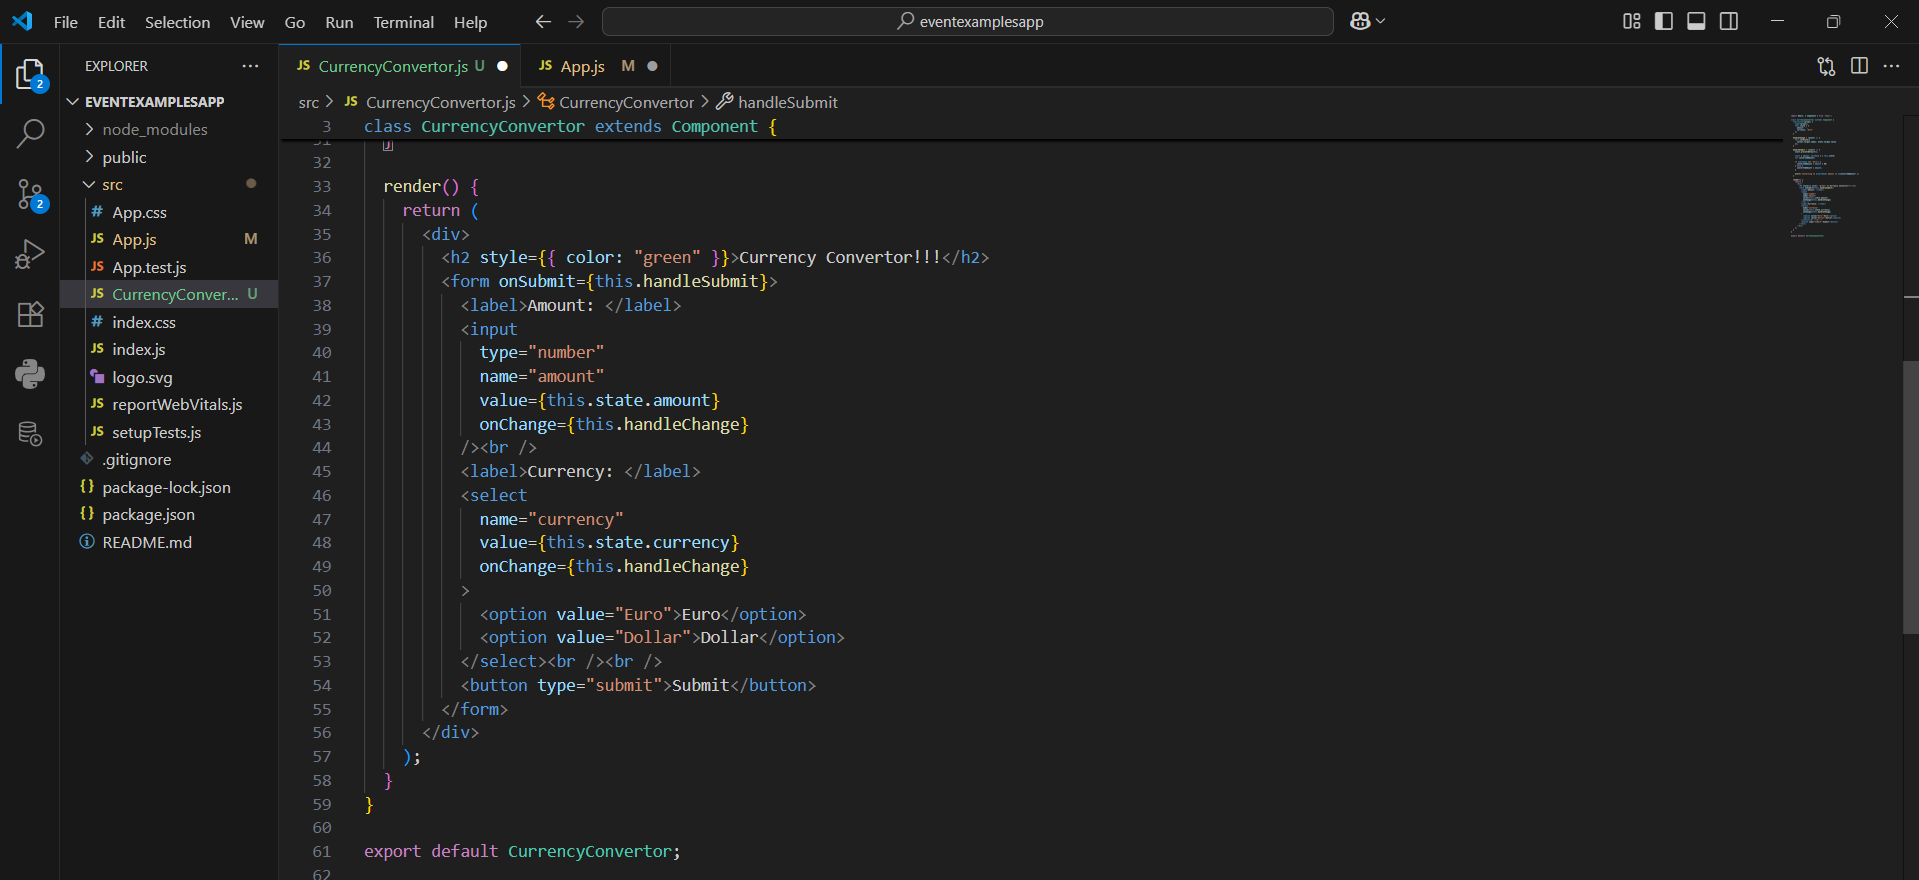 File Edit Selection View Go Run Terminal Help
eventexamplesapp
EXPLORER
EVENTEXAMPLESAPP
node_modules
public
src
# App.css
JS App.js M
JS App.test.js
JS CurrencyConver... U
# index.css
JS index.js
logo.svg
JS reportWebVitals.js
JS setupTests.js
.gitignore
{} package-lock.json
{} package.json
README.md
2
2
JS CurrencyConvertor.js U
JS App.js M
src > JS CurrencyConvertor.js > CurrencyConvertor > handleSubmit
3 class CurrencyConvertor extends Component {
31 }
32
33 render() {
34 return (
35 <div>
36 <h2 style={{ color: "green" }}>Currency Convertor!!!</h2>
37 <form onSubmit={this.handleSubmit}>
38 <label>Amount: </label>
39 <input
40 type="number"
41 name="amount"
42 value={this.state.amount}
43 onChange={this.handleChange}
44 /><br />
45 <label>Currency: </label>
46 <select
47 name="currency"
48 value={this.state.currency}
49 onChange={this.handleChange}
50 >
51 <option value="Euro">Euro</option>
52 <option value="Dollar">Dollar</option>
53 </select><br /><br />
54 <button type="submit">Submit</button>
55 </form>
56 </div>
57 );
58 }
59 }
60
61 export default CurrencyConvertor;
62